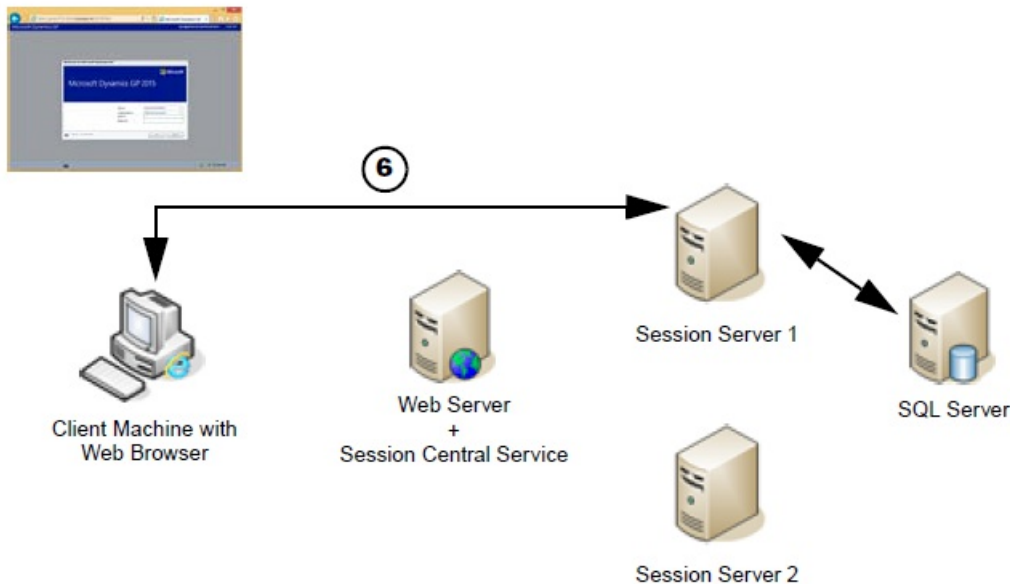 Microsoft Dynamics GP 2015
6
Session Server 1
SQL Server
Web Server
+
Session Central Service
Client Machine with
Web Browser
Session Server 2